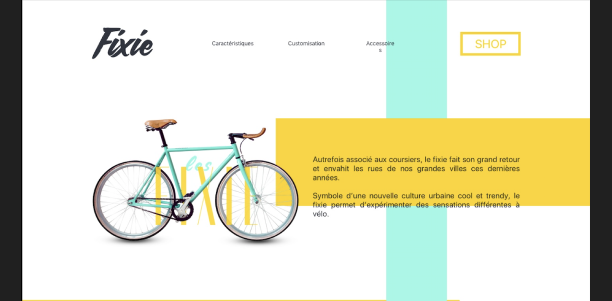 Fixie
Caractéristiques
Customisation
Accessoire
s
SHOP
les
Autrefois associé aux coursiers, le fixie fait son grand retour
et envahit les rues de nos grandes villes ces dernières
années.
Symbole d'une nouvelle culture urbaine cool et trendy, le
fixie permet d'expérimenter des sensations différentes à
vélo.